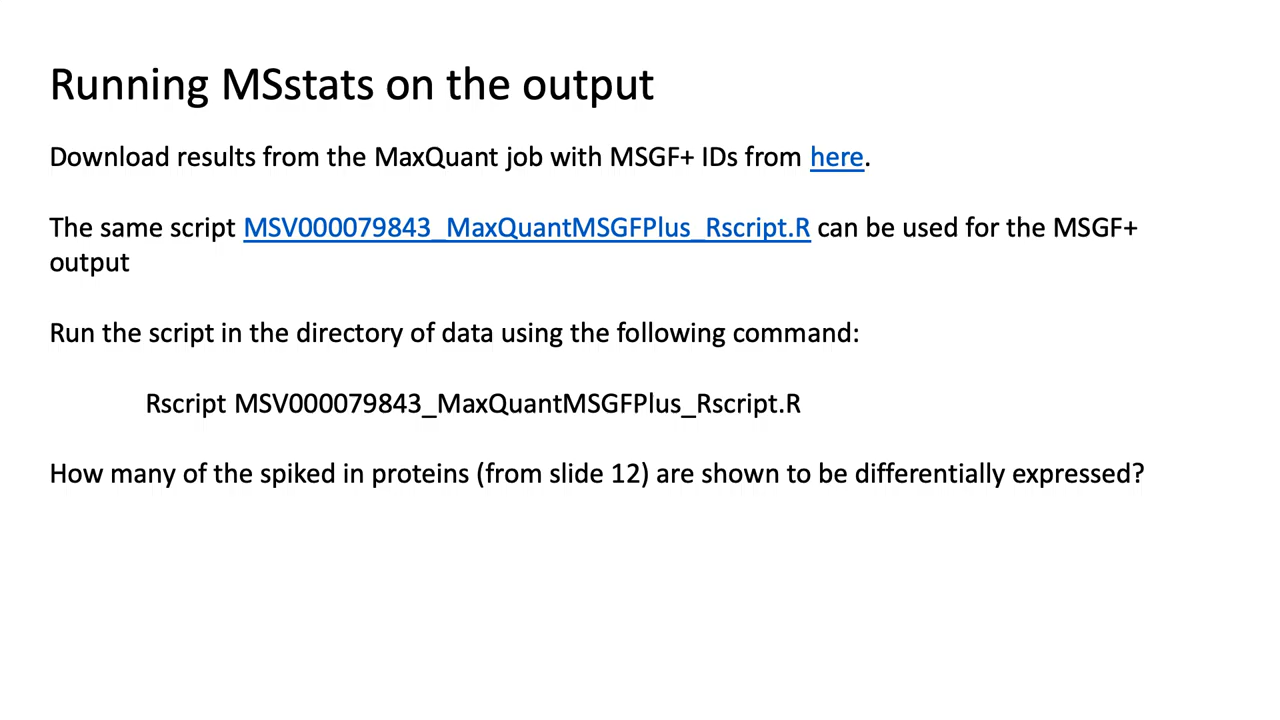 Running MSstats on the output
Download results from the MaxQuant job with MSGF+ IDs from here.
The same script MSV000079843_MaxQuantMSGFPlus_Rscript.R can be used for the MSGF+
output
Run the script in the directory of data using the following command:
Rscript MSV000079843_MaxQuantMSGFPlus_Rscript.R
How many of the spiked in proteins (from slide 12) are shown to be differentially expressed?